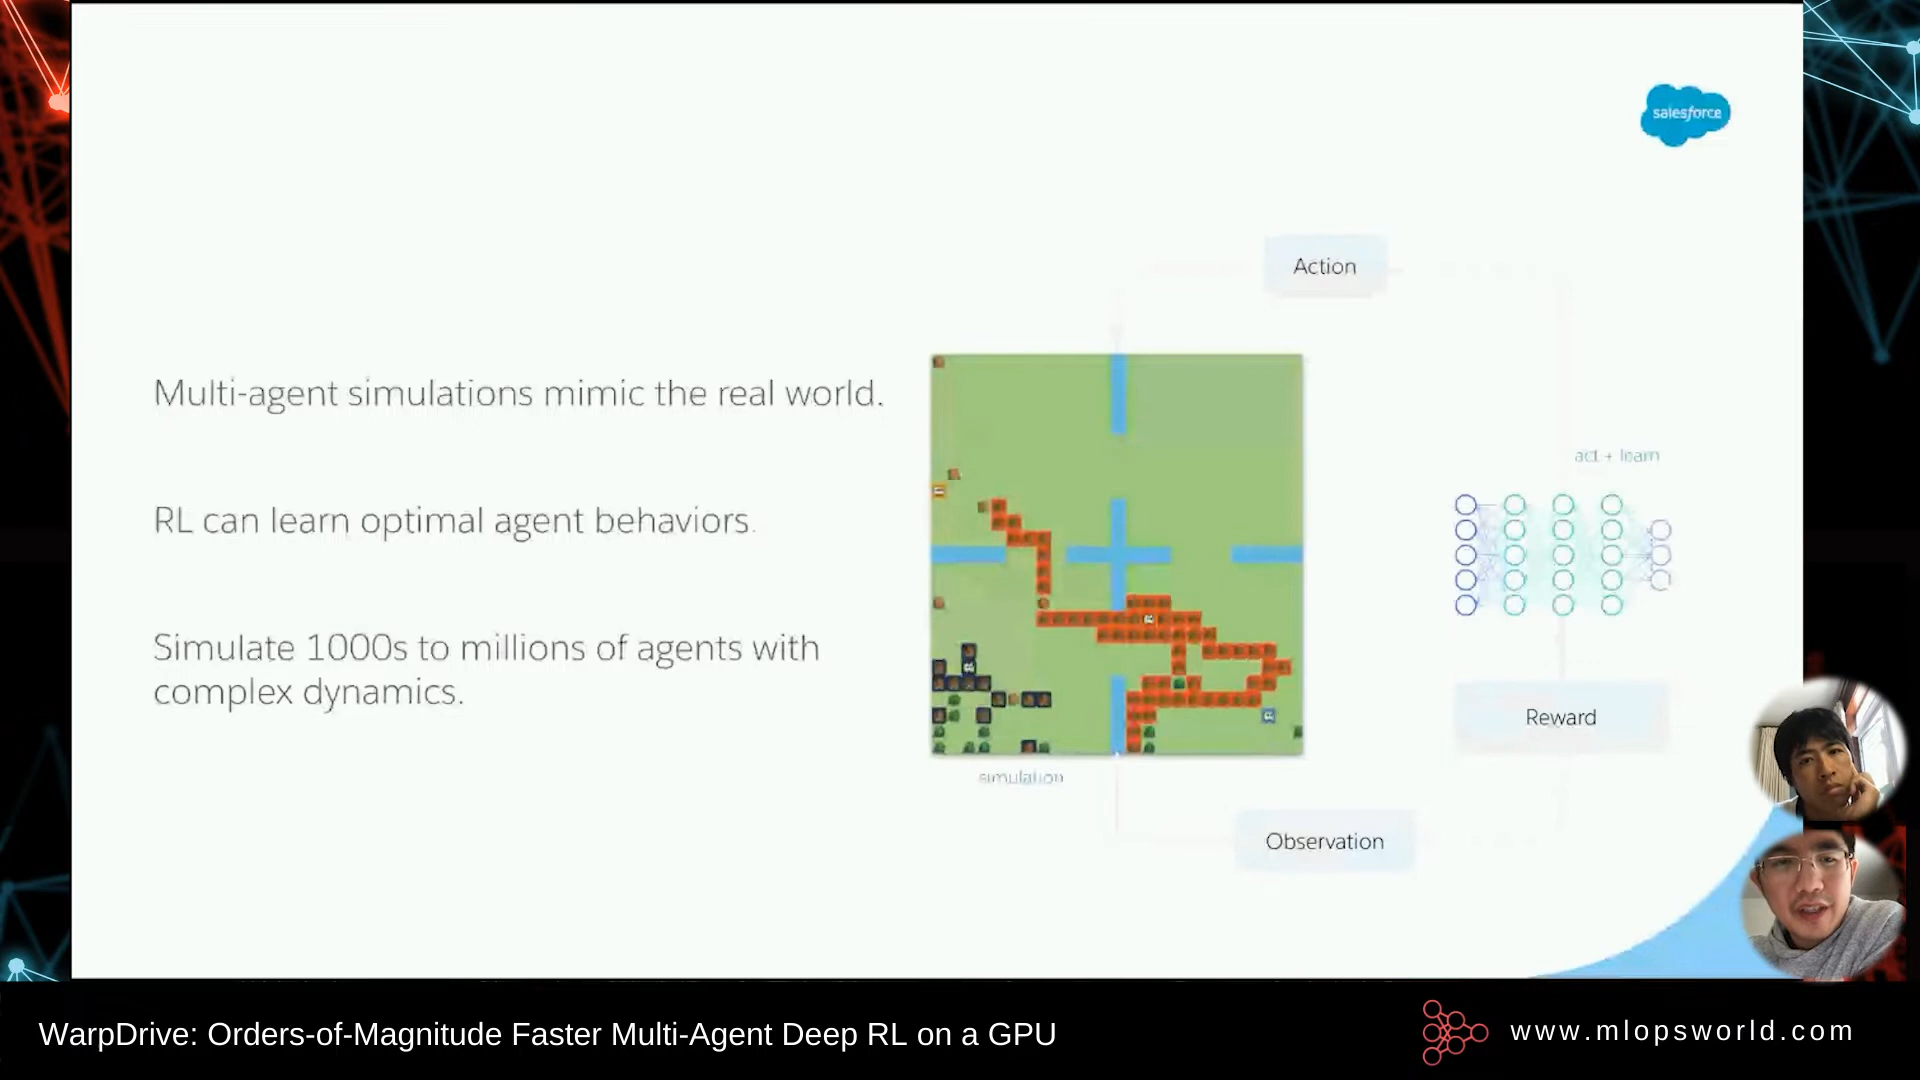 salesforce
Action
Multi-agent simulations mimic the real world.
act + learn
RL can learn optimal agent behaviors.
Simulate 1000s to millions of agents with
complex dynamics.
Reward
simulation
Observation
WarpDrive: Orders-of-Magnitude Faster Multi-Agent Deep RL on a GPU
www.mlopsworld.com